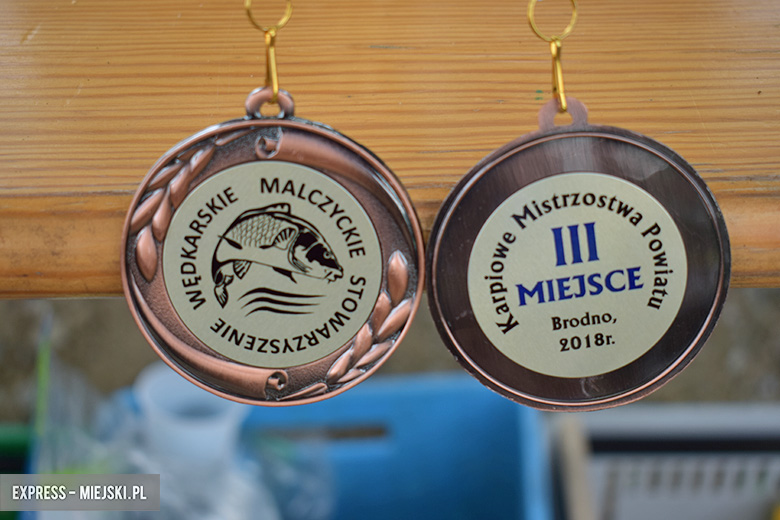 MALCZYCKIE STOWARZYSZENIE WĘDKARSKIE
Karpiowe Mistrzostwa Powiatu
III
MIEJSCE
Brodno,
2018r.
EXPRESS - MIEJSKI.PL